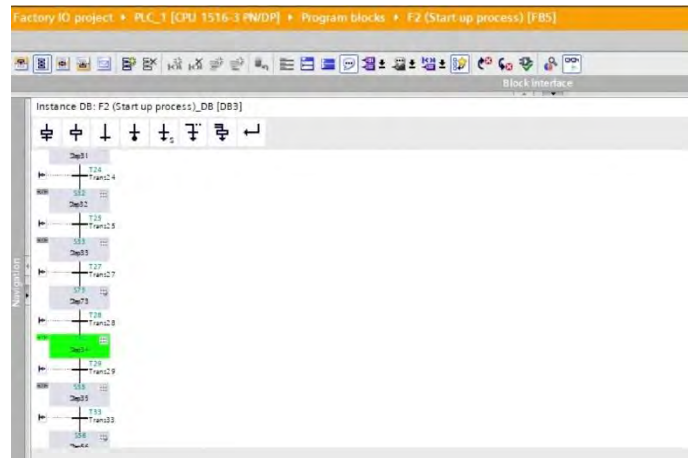 Factory IO project ▸ PLC_1 [CPU 1516-3 PN/DP] ▸ Program blocks ▸ F2 (Start up process) [FB5]
Block interface
Instance DB: F2 (Start up process)_DB [DB3]
Navigation
Step31
T24
Trans24
S32
Step32
T25
Trans25
S33
Step33
T27
Trans27
S73
Step73
T28
Trans28
Step34
T29
Trans29
S35
Step35
T33
Trans33
S56